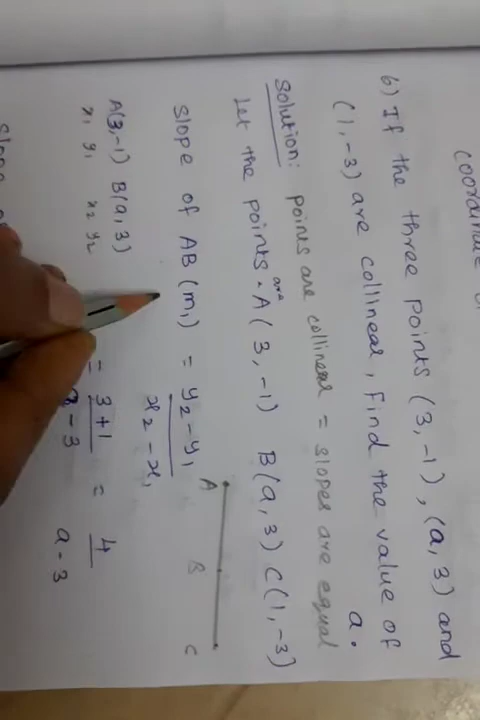 6) If the three points (3,-1), (a,3) and
(1,-3) are collinear, find the value of
a.
Solution: points are collinear = slopes are equal
Let the points are A(3,-1) B(a,3) C(1,-3)
A B C
Slope of AB (m₁) = y₂-y₁ / x₂-x₁
A(3,-1) B(a,3)
x₁ y₁ x₂ y₂
= 3+1 / a-3 = 4 / a-3